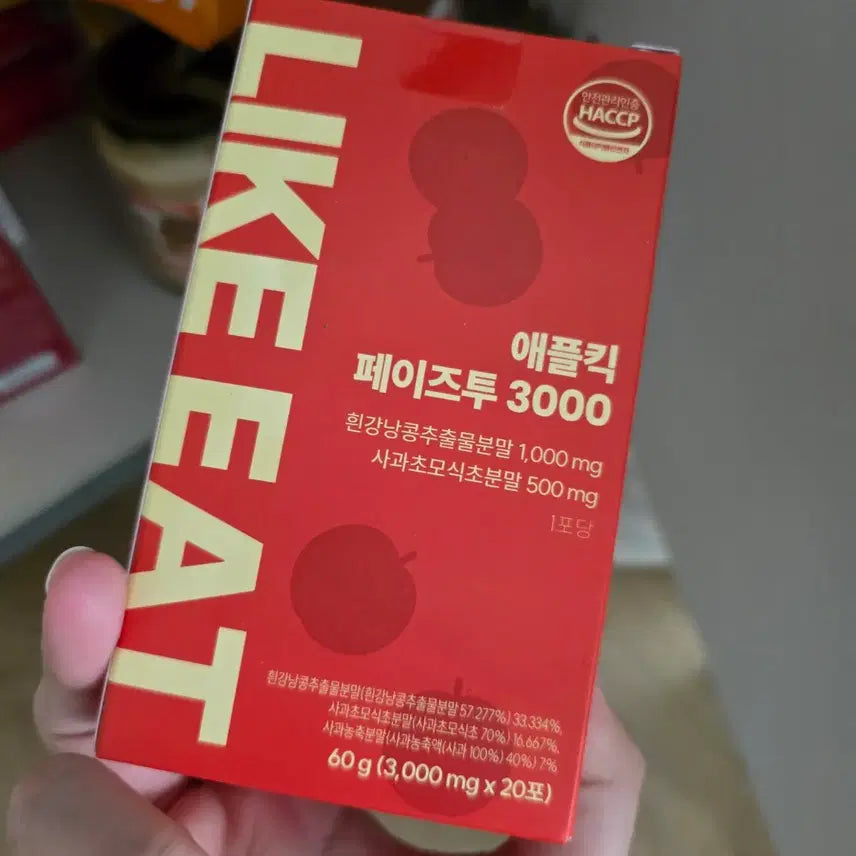 LIKE EAT
안전관리인증
HACCP
애플킥
페이즈투 3000
흰강낭콩추출물분말 1,000 mg
사과초모식초분말 500 mg
1포당
흰강낭콩추출물분말(흰강낭콩추출물분말 57.277%) 33.334%,
사과초모식초분말(사과초모식초 70%) 16.667%,
사과농축분말(사과농축액(사과 100%) 40%) 7%
60 g (3,000 mg x 20포)